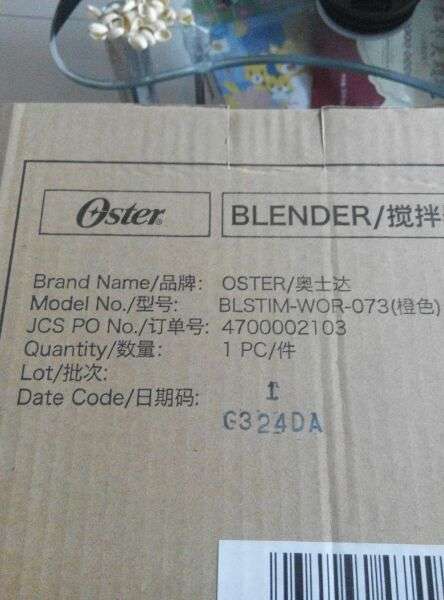 Oster
BLENDER/搅拌
Brand Name/品牌: OSTER/奥士达
Model No./型号: BLSTIM-WOR-073(橙色)
JCS PO No./订单号: 4700002103
Quantity/数量: 1 PC/件
Lot/批次: 1
Date Code/日期码: G324DA